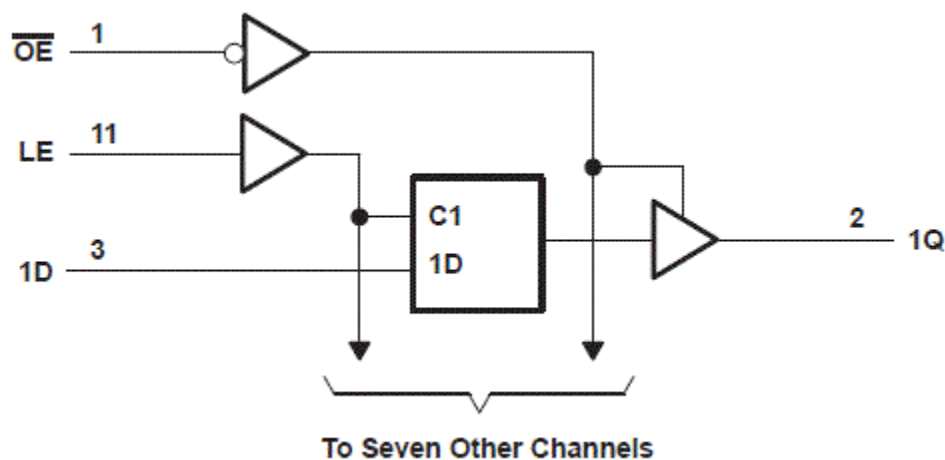 OE 1
LE 11
C1
1D 3 1D
2 1Q
To Seven Other Channels